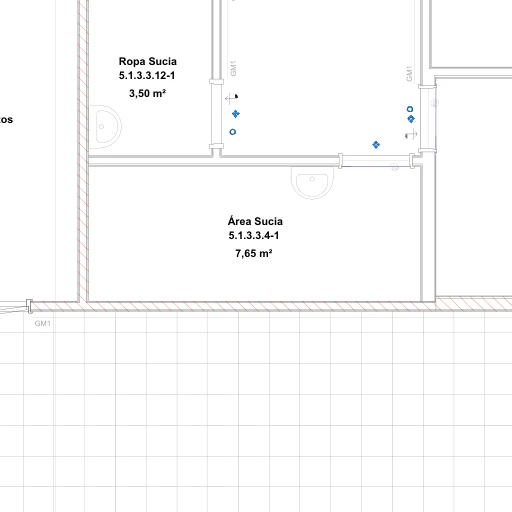 Ropa Sucia
5.1.3.3.12-1
3,50 m²
GM1
GM1
tos
Área Sucia
5.1.3.3.4-1
7,65 m²
GM1